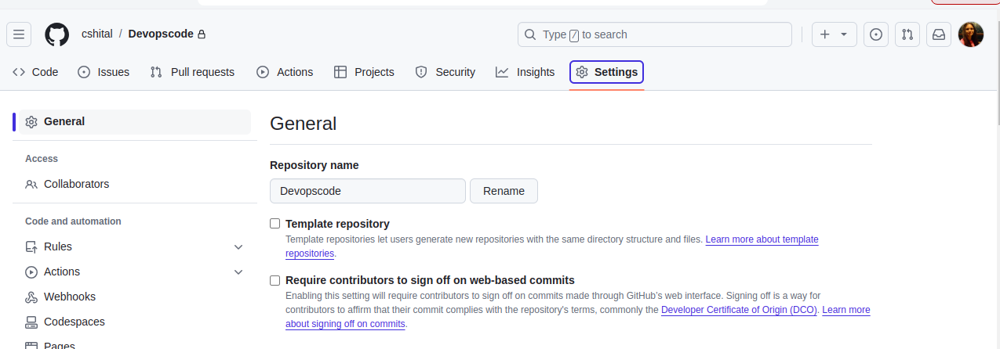 cshital / Devopscode
Type / to search
Code Issues Pull requests Actions Projects Security Insights Settings
General
Access
Collaborators
Code and automation
Rules
Actions
Webhooks
Codespaces
Pages
General
Repository name
Devopscode Rename
Template repository
Template repositories let users generate new repositories with the same directory structure and files. Learn more about template
repositories.
Require contributors to sign off on web-based commits
Enabling this setting will require contributors to sign off on commits made through GitHub's web interface. Signing off is a way for
contributors to affirm that their commit complies with the repository's terms, commonly the Developer Certificate of Origin (DCO). Learn more
about signing off on commits.